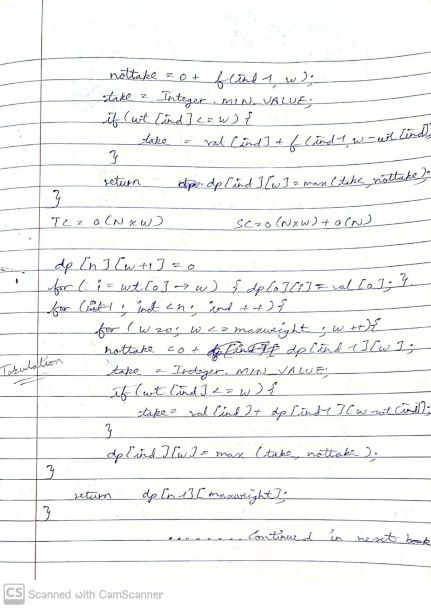 nottake = 0 + f(ind-1, w);
take = Integer.MIN_VALUE;
if (wt[ind] <= w) {
take = val[ind] + f(ind-1, w-wt[ind])
}
return dp[ind][w] = max(take, nottake);
}
TC = O(N×W) SC = O(N×W) + O(N)
dp[n][w+1] = 0
for (i = wt[0] → w) { dp[0][i] = val[0]; }
for (ind=1; ind <n; ind ++) {
for (w=0; w <= maxweight; w++) {
nottake = 0 + dp[ind-1][w];
Tabulation
take = Integer.MIN_VALUE;
if (wt[ind] <= w) {
take = val[ind] + dp[ind-1][w-wt[ind]];
}
dp[ind][w] = max (take, nottake);
}
return dp[n-1][maxweight];
}
........ Continued in next book
CS Scanned with CamScanner